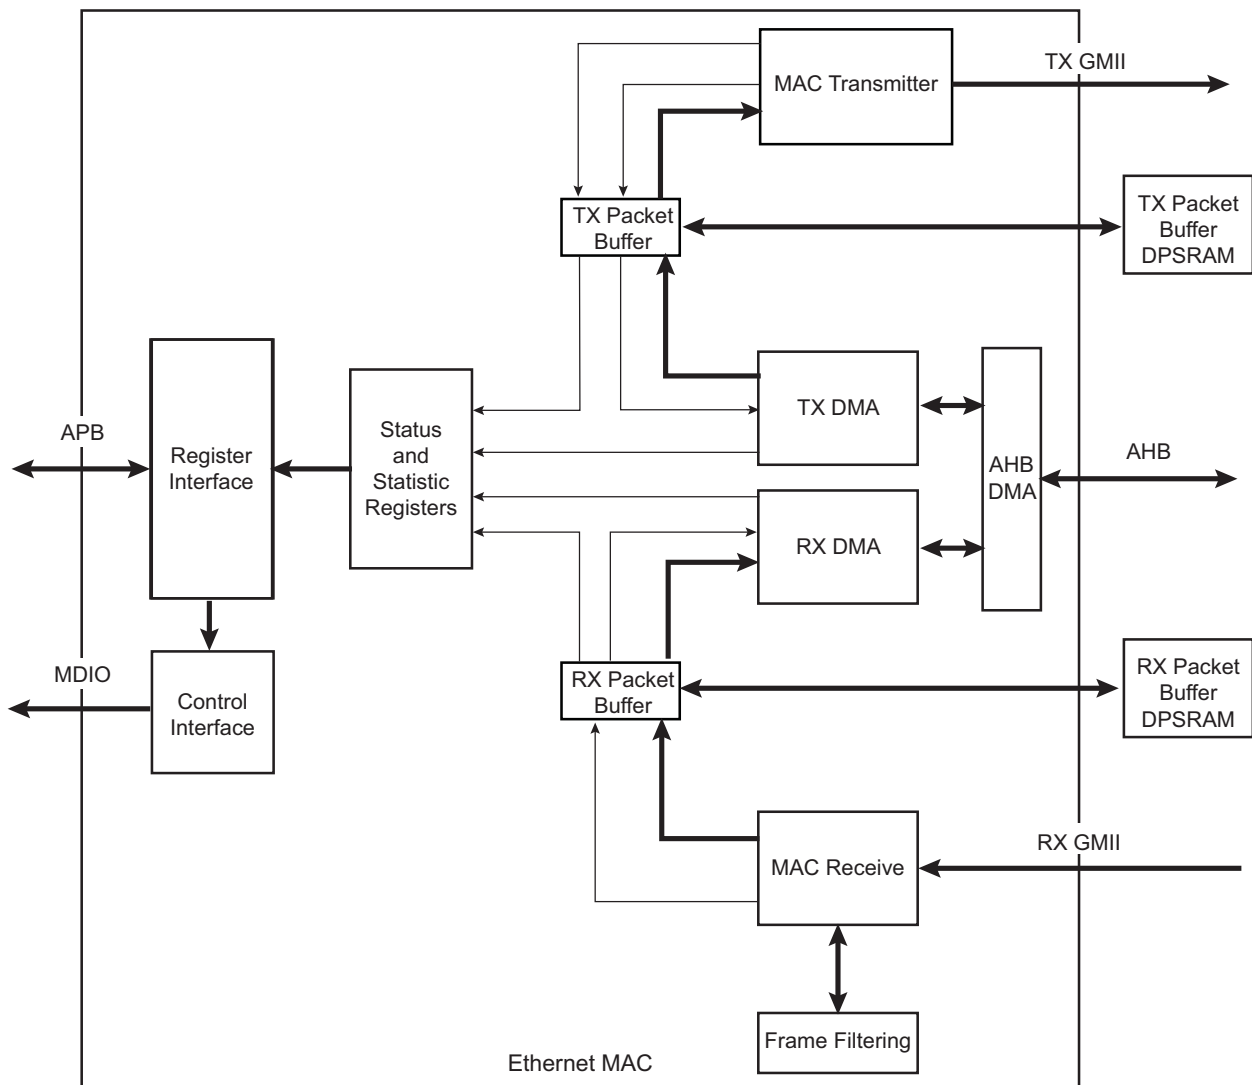 MAC Transmitter
TX GMII
TX Packet
Buffer
TX Packet
Buffer
DPSRAM
APB
Register
Interface
Status
and
Statistic
Registers
TX DMA
RX DMA
AHB
DMA
AHB
MDIO
Control
Interface
RX Packet
Buffer
RX Packet
Buffer
DPSRAM
MAC Receive
RX GMII
Frame Filtering
Ethernet MAC